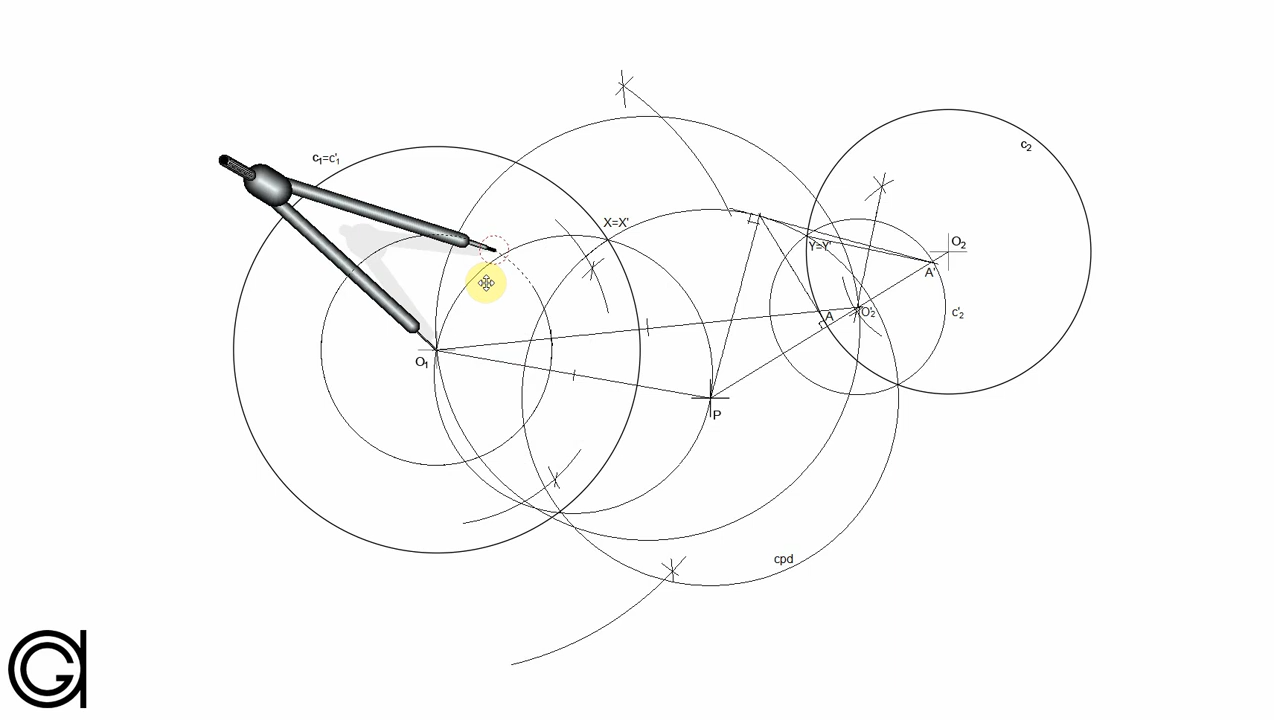 c₁=c'₁
c₂
X=X'
Y=Y'
O₂
A'
A
O'₂
c'₂
O₁
P
cpd